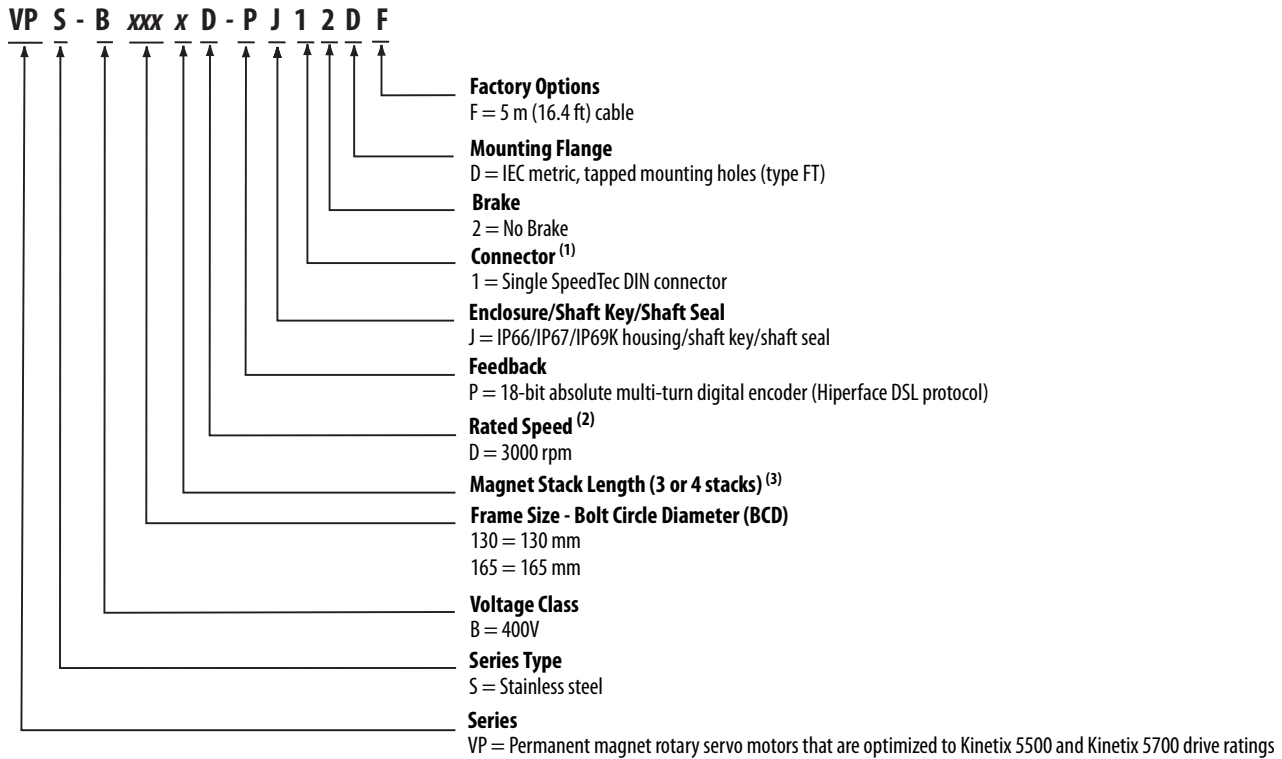 VP S - B xxx x D - P J 1 2 D F
Factory Options
F = 5 m (16.4 ft) cable
Mounting Flange
D = IEC metric, tapped mounting holes (type FT)
Brake
2 = No Brake
Connector (1)
1 = Single SpeedTec DIN connector
Enclosure/Shaft Key/Shaft Seal
J = IP66/IP67/IP69K housing/shaft key/shaft seal
Feedback
P = 18-bit absolute multi-turn digital encoder (Hiperface DSL protocol)
Rated Speed (2)
D = 3000 rpm
Magnet Stack Length (3 or 4 stacks) (3)
Frame Size - Bolt Circle Diameter (BCD)
130 = 130 mm
165 = 165 mm
Voltage Class
B = 400V
Series Type
S = Stainless steel
Series
VP = Permanent magnet rotary servo motors that are optimized to Kinetix 5500 and Kinetix 5700 drive ratings